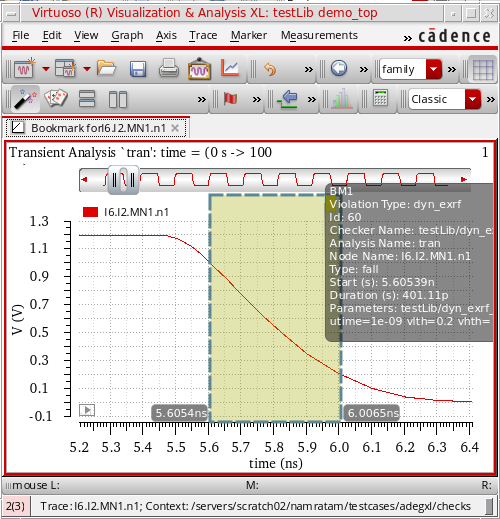 Virtuoso (R) Visualization & Analysis XL: testLib demo_top
File Edit View Graph Axis Trace Marker Measurements » cādence
» » family »
» » » Classic »
Bookmark forI6.I2.MN1.n1
Transient Analysis `tran': time = (0 s -> 100 1
I6.I2.MN1.n1
BM1
Violation Type: dyn_exrf
Id: 60
Checker Name: testLib/dyn_e
Analysis Name: tran
Node Name: I6.I2.MN1.n1
Type: fall
Start (s): 5.60539n
Duration (s): 401.11p
Parameters: testLib/dyn_exrf_
utime=1e-09 vlth=0.2 vhth=
V (V)
1.3
1.1
0.9
0.7
0.5
0.3
0.1
-0.1
5.6054ns 6.0065ns
5.2 5.3 5.4 5.5 5.6 5.7 5.8 5.9 6.0 6.1 6.2 6.3 6.4
time (ns)
mouse L: M: R:
2(3) Trace: I6.I2.MN1.n1; Context: /servers/scratch02/namratam/testcases/adegxl/checks